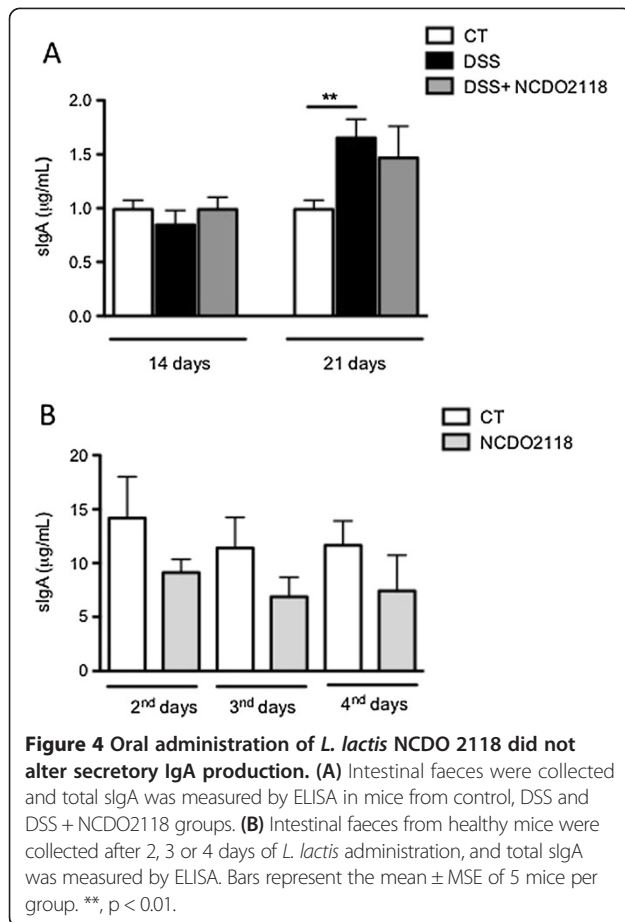 A
CT
DSS
DSS+ NCDO2118
**
sIgA (μg/mL)
2.0
1.5
1.0
0.5
0.0
14 days
21 days
B
CT
NCDO2118
sIgA (μg/mL)
20
15
10
5
0
2nd days
3nd days
4nd days
Figure 4 Oral administration of L. lactis NCDO 2118 did not
alter secretory IgA production. (A) Intestinal faeces were collected
and total sIgA was measured by ELISA in mice from control, DSS and
DSS + NCDO2118 groups. (B) Intestinal faeces from healthy mice were
collected after 2, 3 or 4 days of L. lactis administration, and total sIgA
was measured by ELISA. Bars represent the mean ± MSE of 5 mice per
group. **, p < 0.01.